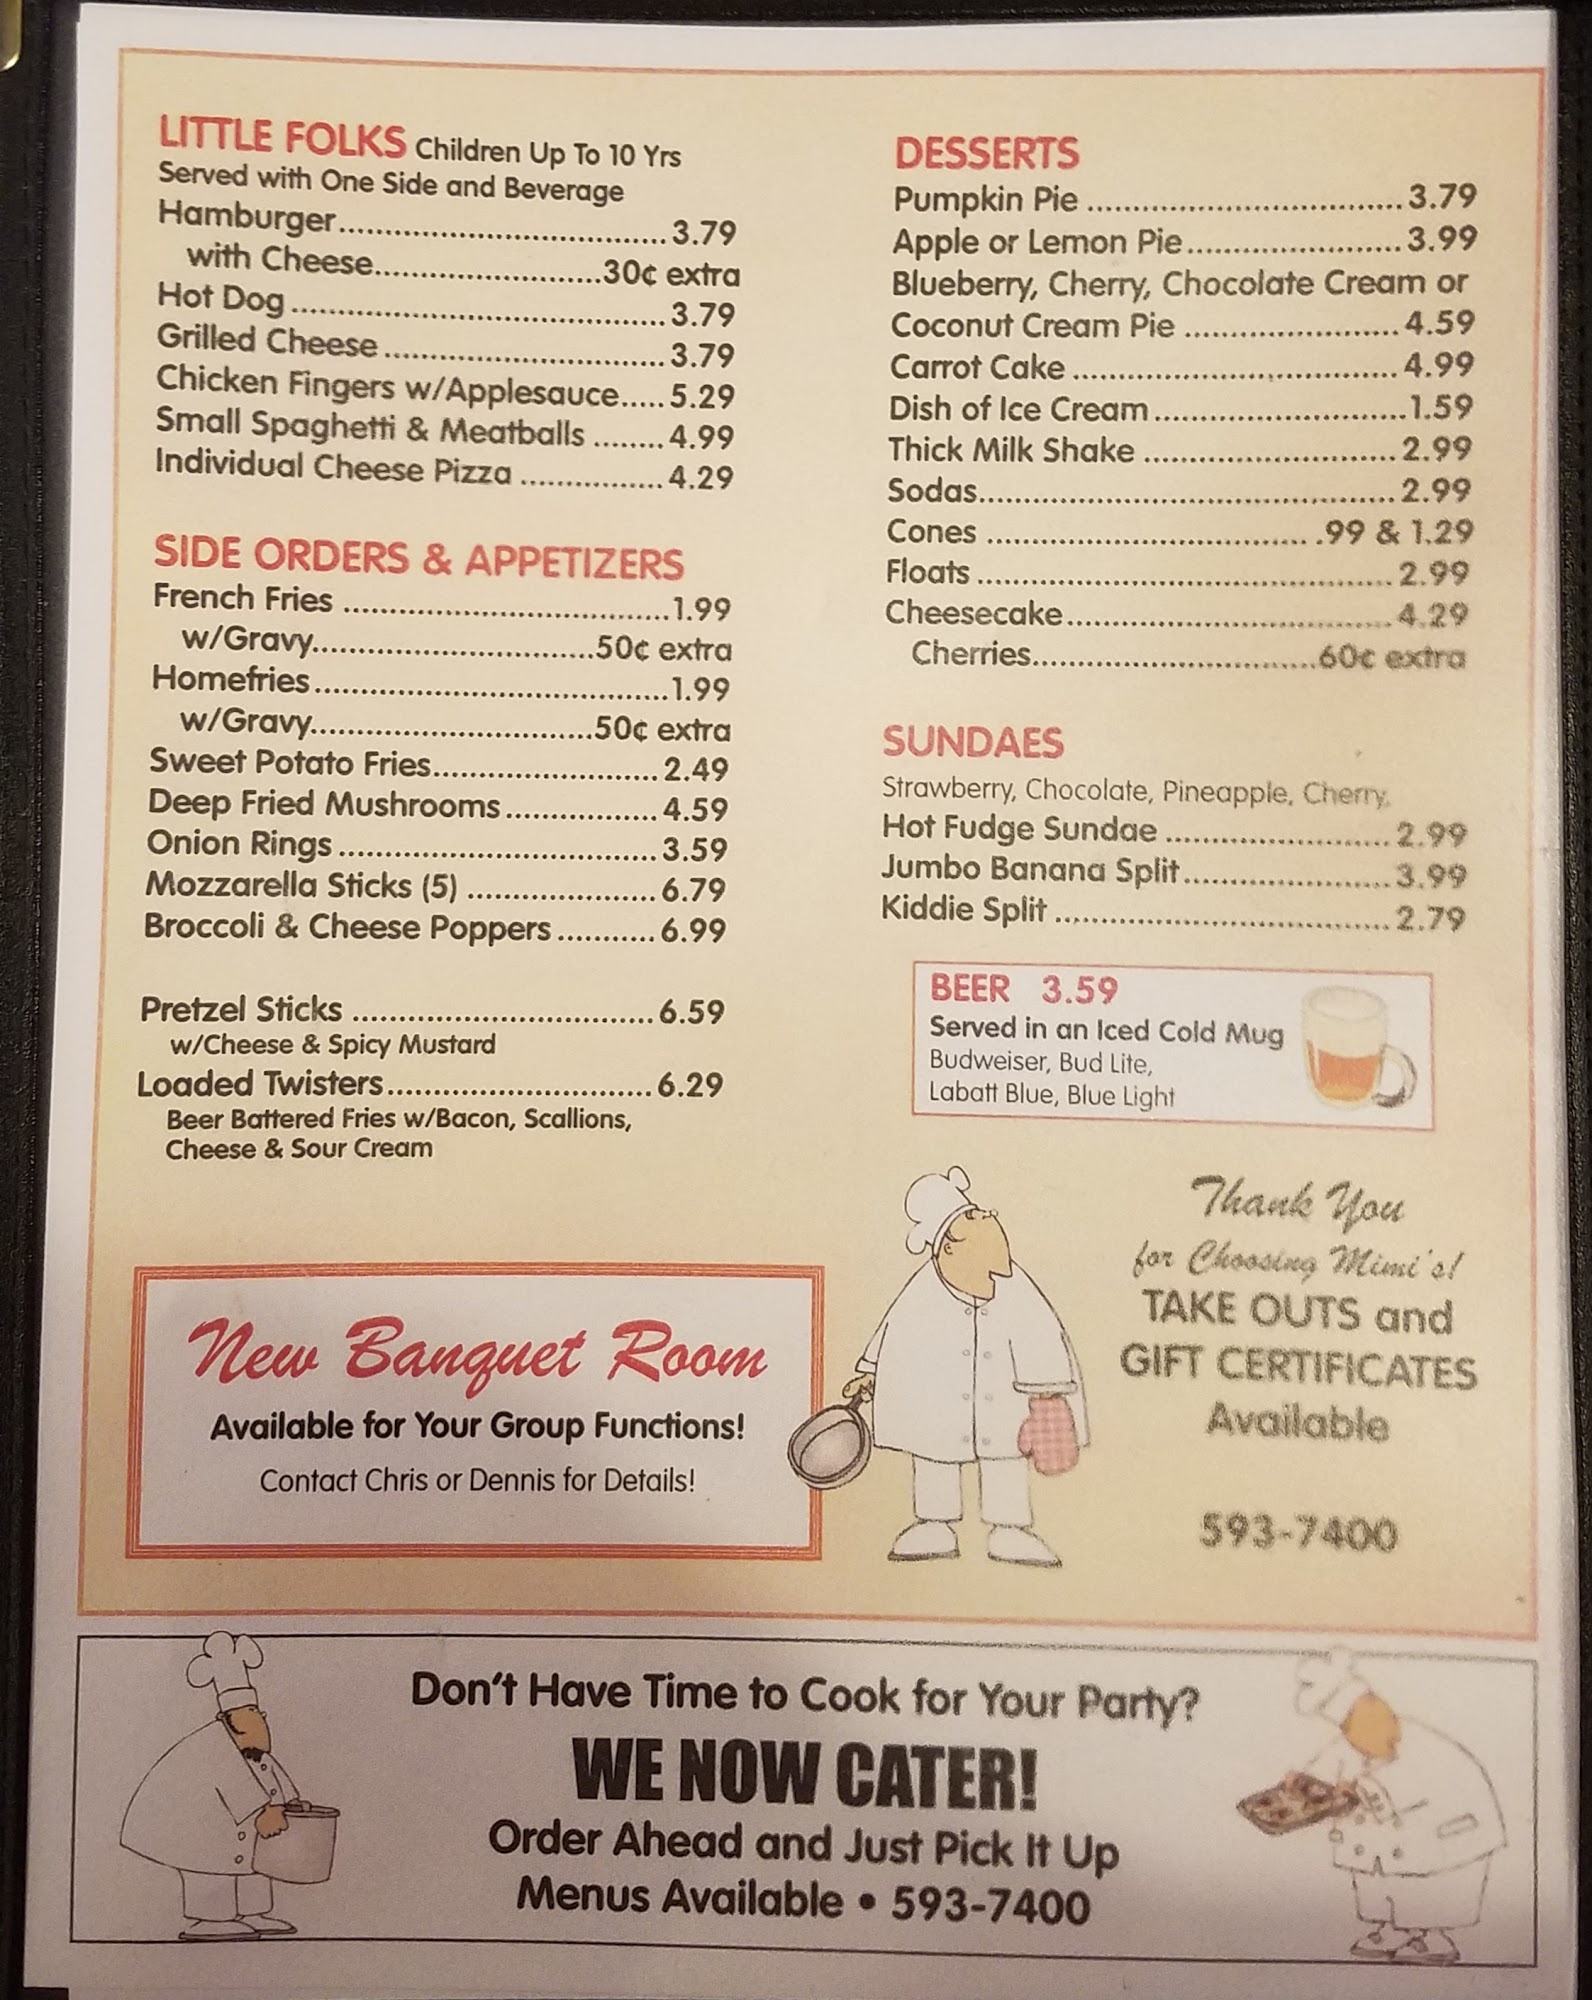 LITTLE FOLKS Children Up To 10 Yrs
Served with One Side and Beverage
Hamburger....................................3.79
with Cheese.........................30¢ extra
Hot Dog.........................................3.79
Grilled Cheese...............................3.79
Chicken Fingers w/Applesauce.....5.29
Small Spaghetti & Meatballs ........4.99
Individual Cheese Pizza ................4.29
SIDE ORDERS & APPETIZERS
French Fries ....................................1.99
w/Gravy...............................50¢ extra
Homefries.......................................1.99
w/Gravy...............................50¢ extra
Sweet Potato Fries.........................2.49
Deep Fried Mushrooms.................4.59
Onion Rings ...................................3.59
Mozzarella Sticks (5) .....................6.79
Broccoli & Cheese Poppers...........6.99
Pretzel Sticks .................................6.59
w/Cheese & Spicy Mustard
Loaded Twisters.............................6.29
Beer Battered Fries w/Bacon, Scallions,
Cheese & Sour Cream
New Banquet Room
Available for Your Group Functions!
Contact Chris or Dennis for Details!
DESSERTS
Pumpkin Pie ..................................3.79
Apple or Lemon Pie.......................3.99
Blueberry, Cherry, Chocolate Cream or
Coconut Cream Pie .......................4.59
Carrot Cake ...................................4.99
Dish of Ice Cream...........................1.59
Thick Milk Shake ...........................2.99
Sodas.............................................2.99
Cones ...................................99 & 1.29
Floats .............................................2.99
Cheesecake...................................4.29
Cherries...............................60¢ extra
SUNDAES
Strawberry, Chocolate, Pineapple, Cherry,
Hot Fudge Sundae ........................2.99
Jumbo Banana Split......................3.99
Kiddie Split ....................................2.79
BEER 3.59
Served in an Iced Cold Mug
Budweiser, Bud Lite,
Labatt Blue, Blue Light
Thank You
for Choosing Mimi's!
TAKE OUTS and
GIFT CERTIFICATES
Available
593-7400
Don't Have Time to Cook for Your Party?
WE NOW CATER!
Order Ahead and Just Pick It Up
Menus Available • 593-7400